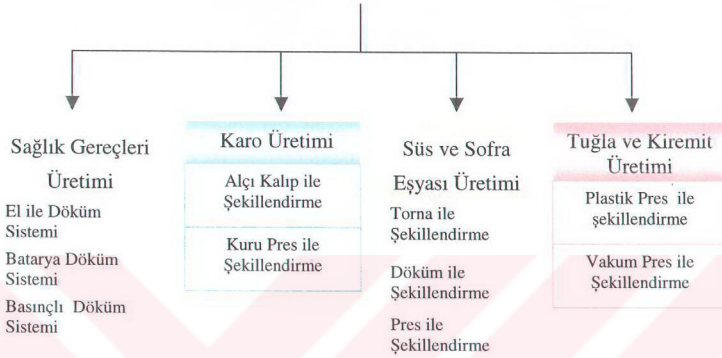 Sağlık Gereçleri
Üretimi
El ile Döküm
Sistemi
Batarya Döküm
Sistemi
Basınçlı Döküm
Sistemi
Karo Üretimi
Alçı Kalıp ile
Şekillendirme
Kuru Pres ile
Şekillendirme
Süs ve Sofra
Eşyası Üretimi
Torna ile
Şekillendirme
Döküm ile
Şekillendirme
Pres ile
Şekillendirme
Tuğla ve Kiremit
Üretimi
Plastik Pres ile
şekillendirme
Vakum Pres ile
Şekillendirme